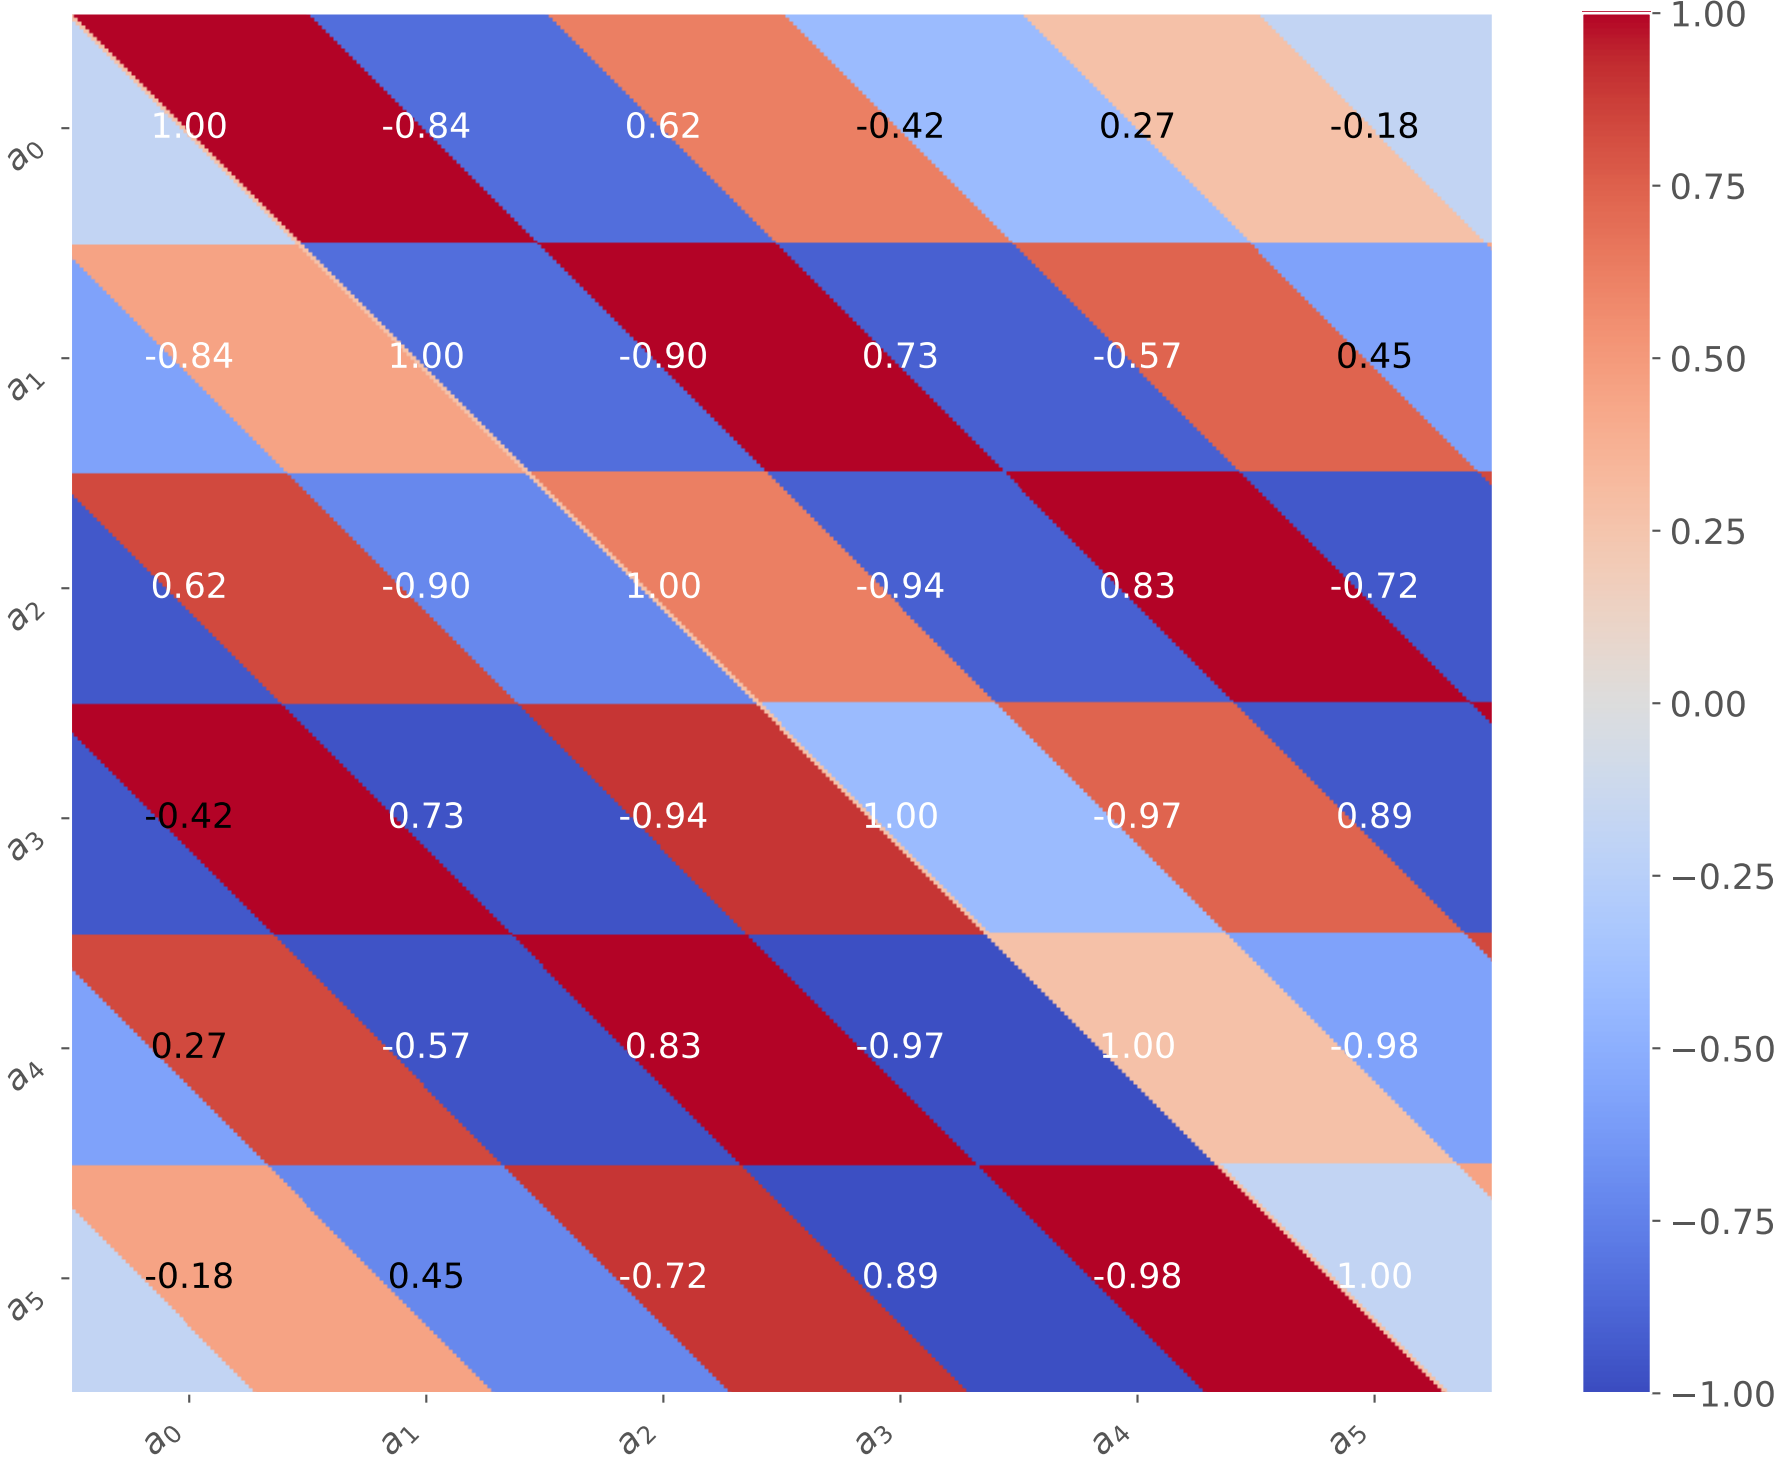 1.00
a0 1.00 -0.84 0.62 -0.42 0.27 -0.18 0.75
a1 -0.84 1.00 -0.90 0.73 -0.57 0.45 0.50
0.25
a2 0.62 -0.90 1.00 -0.94 0.83 -0.72
0.00
a3 -0.42 0.73 -0.94 1.00 -0.97 0.89 −0.25
a4 0.27 -0.57 0.83 -0.97 1.00 -0.98 −0.50
−0.75
a5 -0.18 0.45 -0.72 0.89 -0.98 1.00
−1.00
a0 a1 a2 a3 a4 a5